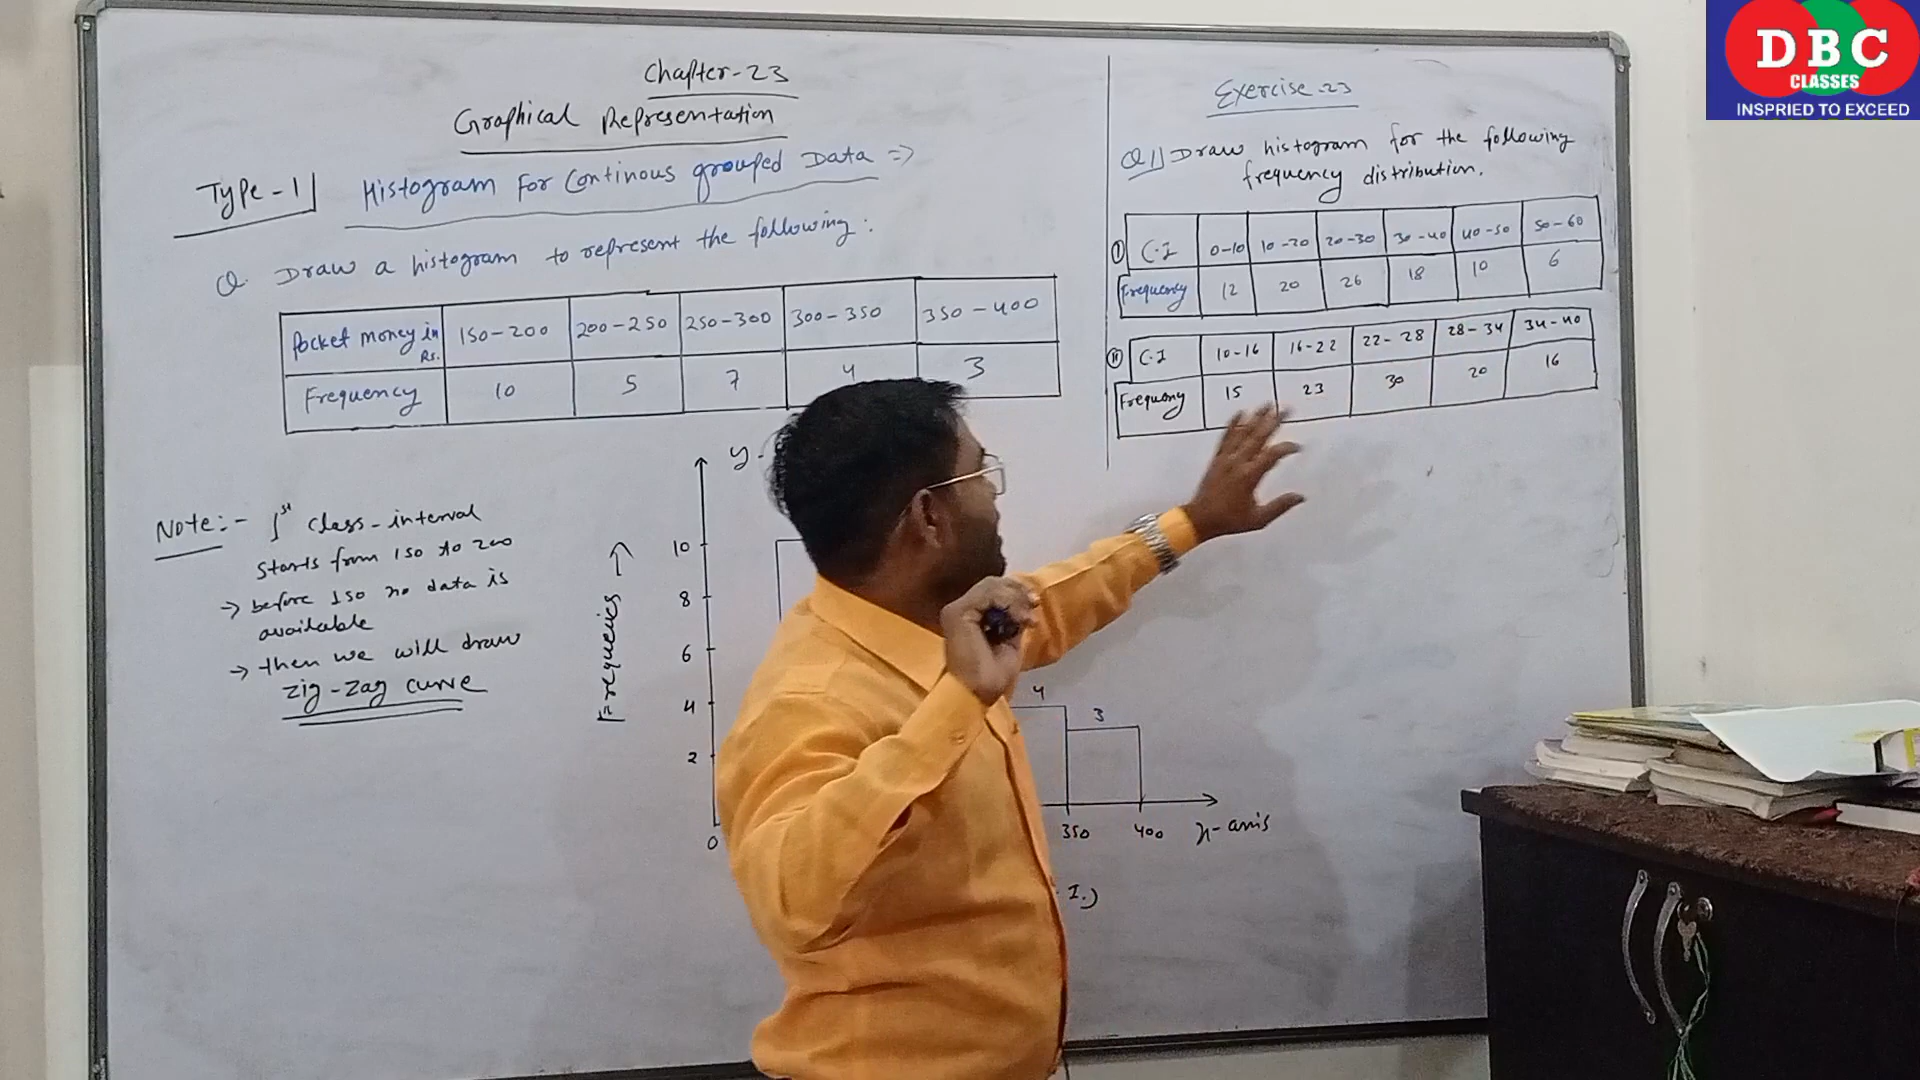 Chapter-23
Graphical Representation
Type-1 Histogram For Continous grouped Data =>
Q. Draw a histogram to represent the following:
Pocket money in Rs. 150-200 200-250 250-300 300-350 350-400
Frequency 10 5 7 4 3
Note:- 1st class-interval
starts from 150 to 200
-> before 150 no data is
available
-> then we will draw
Zig-Zag curve
y-
Frequencies ->
10
8
6
4
2
0
4
3
350 400 x-axis
I.)
Exercise.23
Q1) Draw histogram for the following
frequency distribution.
(I) C.I 0-10 10-20 20-30 30-40 40-50 50-60
Frequency 12 20 26 18 10 6
(II) C.I 10-16 16-22 22-28 28-34 34-40
Frequency 15 23 30 20 16
DBC
CLASSES
INSPRIED TO EXCEED